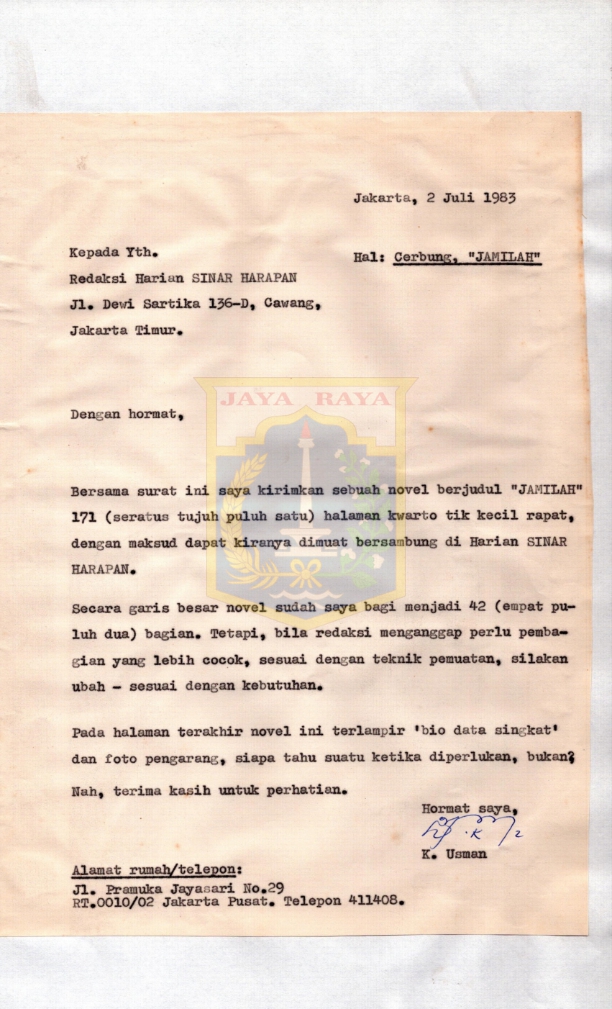 Jakarta, 2 Juli 1983
Kepada Yth.
Hal: Cerbung, "JAMILAH"
Redaksi Harian SINAR HARAPAN
Jl. Dewi Sartika 136-D, Cawang,
Jakarta Timur.
JAYA RAYA
Dengan hormat,
Bersama surat ini saya kirimkan sebuah novel berjudul "JAMILAH"
171 (seratus tujuh puluh satu) halaman kwarto tik kecil rapat,
dengan maksud dapat kiranya dimuat bersambung di Harian SINAR
HARAPAN.
Secara garis besar novel sudah saya bagi menjadi 42 (empat pu-
luh dua) bagian. Tetapi, bila redaksi menganggap perlu pemba-
gian yang lebih cocok, sesuai dengan teknik pemuatan, silakan
ubah - sesuai dengan kebutuhan.
Pada halaman terakhir novel ini terlampir 'bio data singkat'
dan foto pengarang, siapa tahu suatu ketika diperlukan, bukan?
Nah, terima kasih untuk perhatian.
Hormat saya,
K. Usman
Alamat rumah/telepon:
Jl. Pramuka Jayasari No.29
RT.0010/02 Jakarta Pusat. Telepon 411408.